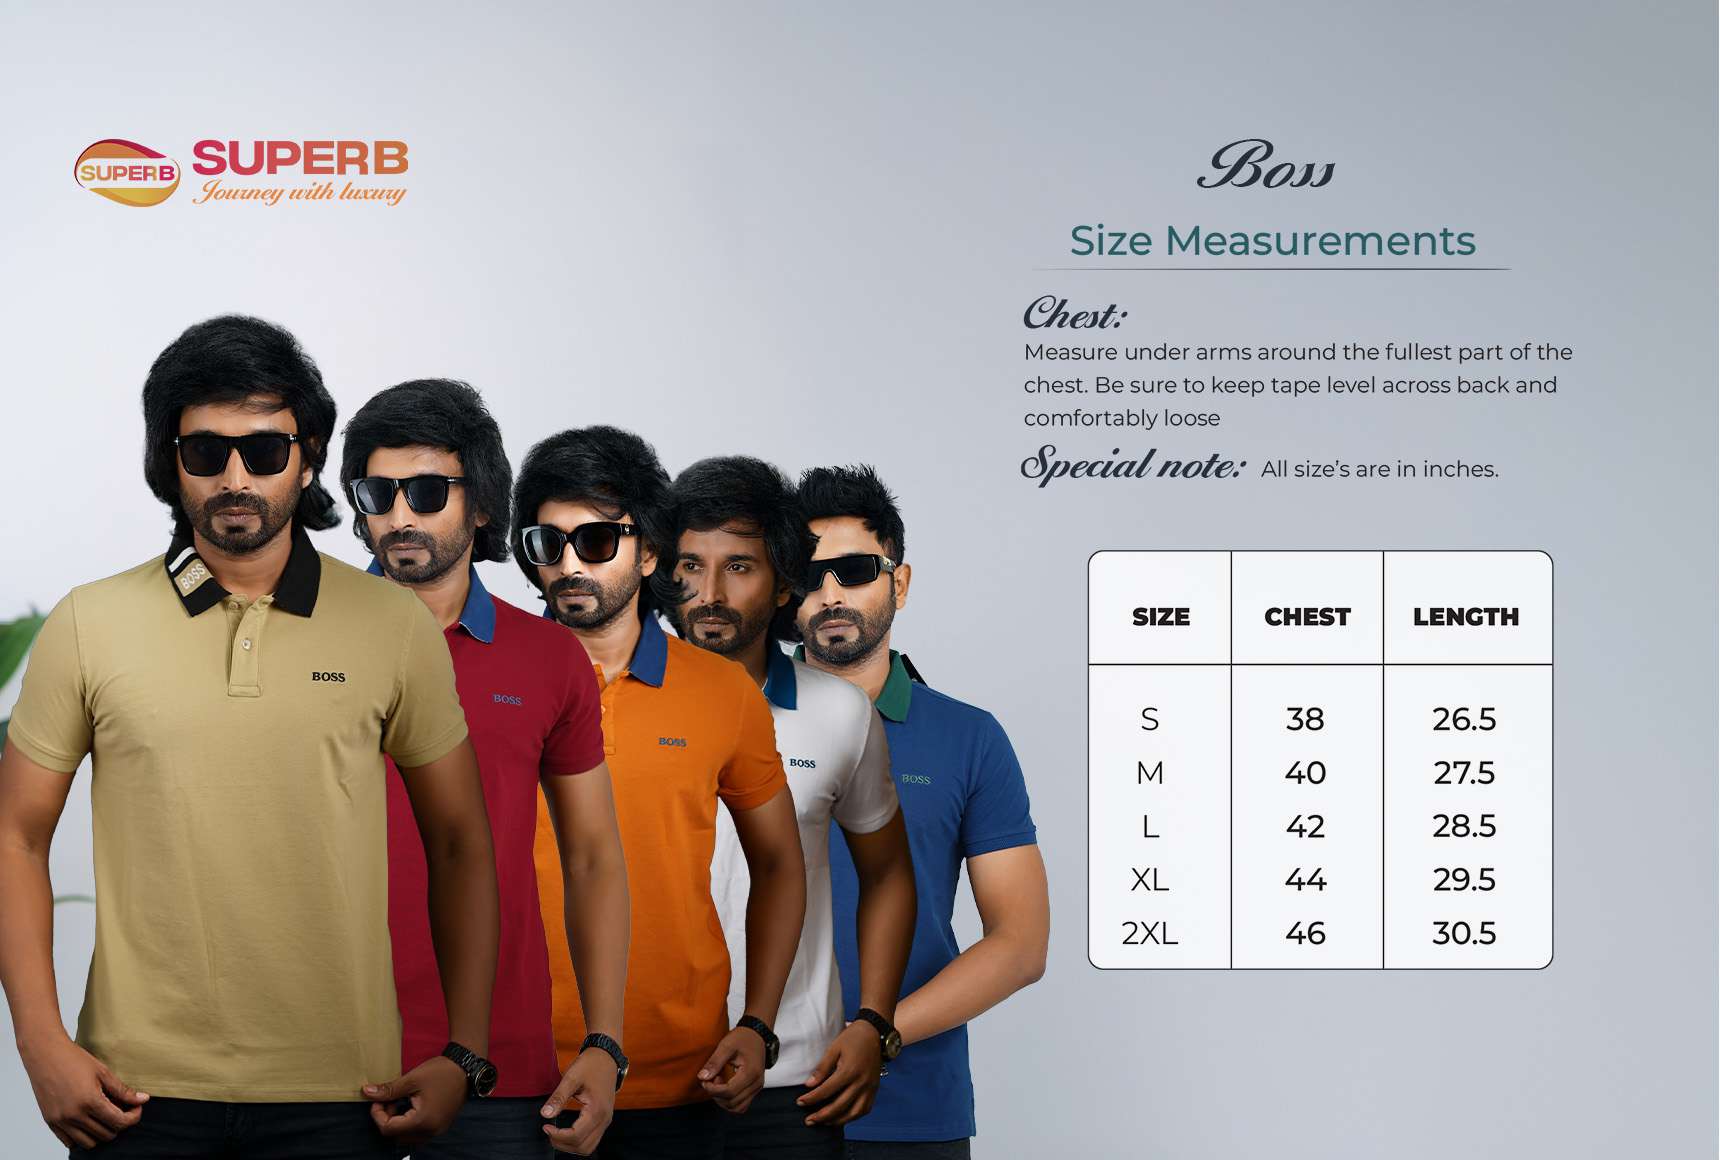 SUPERB
SUPERB
Journey with luxury
Boss
Size Measurements
Chest:
Measure under arms around the fullest part of the
chest. Be sure to keep tape level across back and
comfortably loose
Special note: All size’s are in inches.
SIZE CHEST LENGTH
S 38 26.5
M 40 27.5
L 42 28.5
XL 44 29.5
2XL 46 30.5
BOSS
BOSS
BOSS
BOSS
BOSS
BOSS